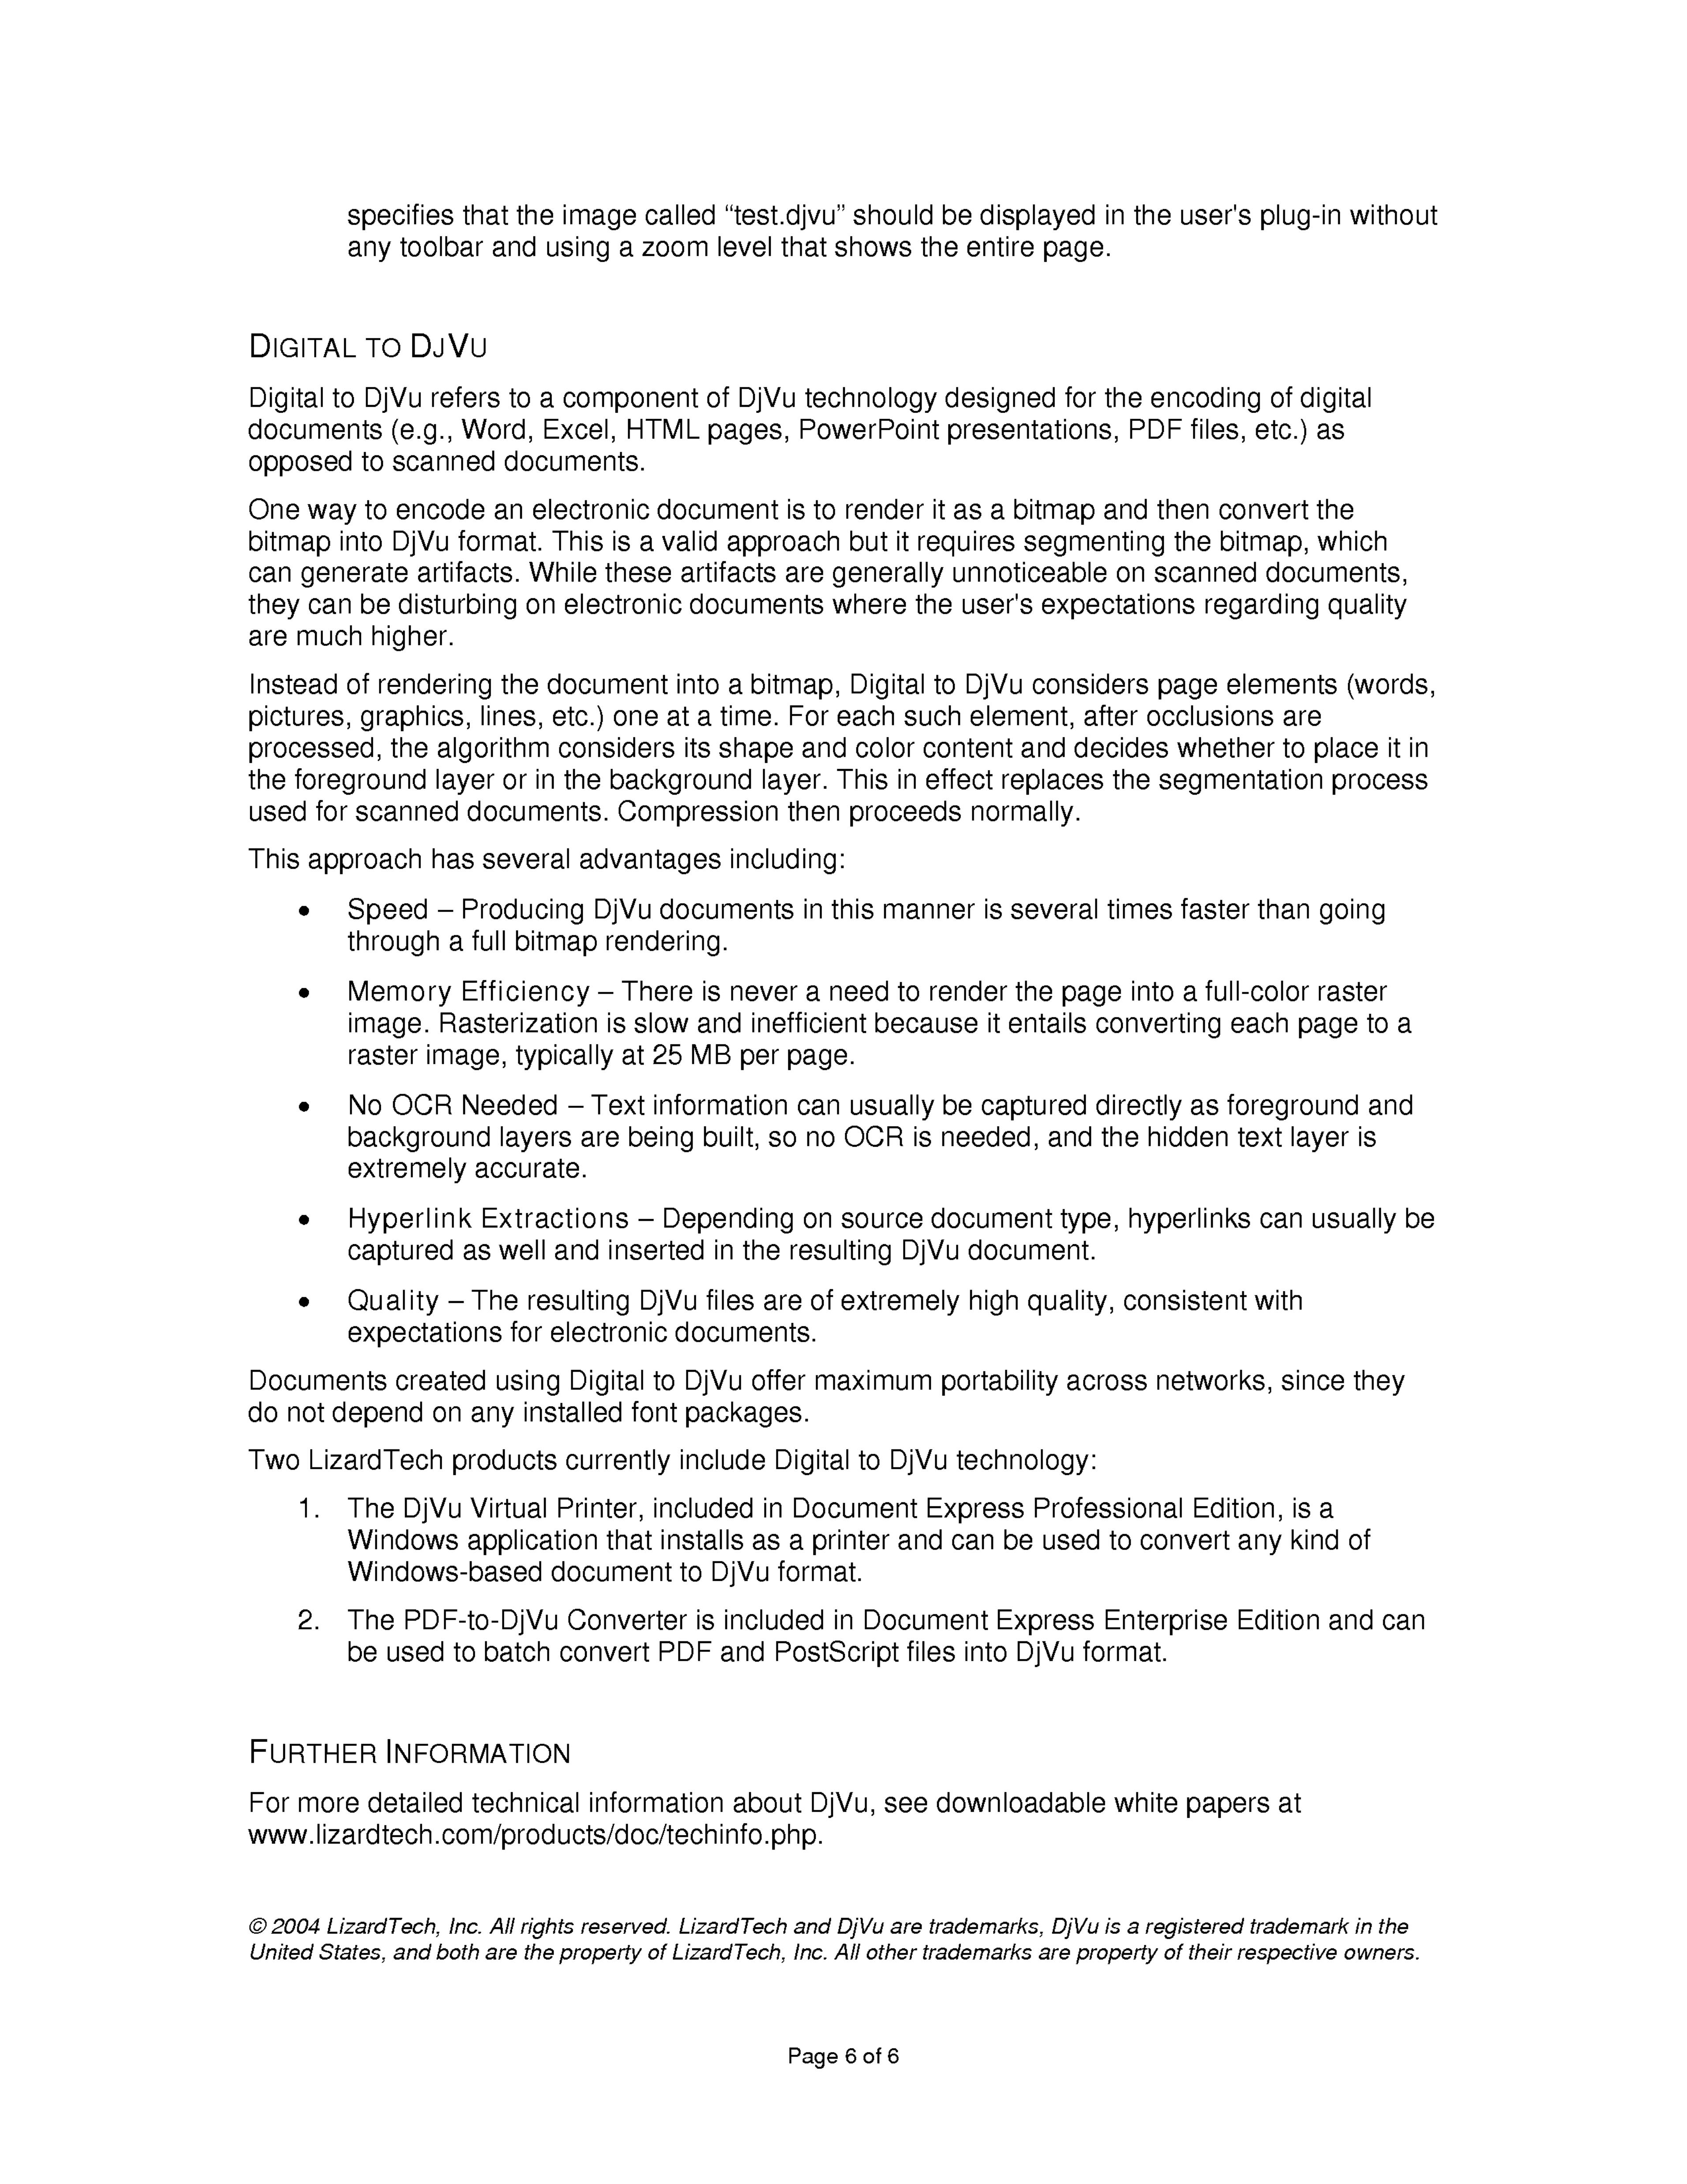 specifies that the image called “test.djvu” should be displayed in the user's plug-in without
any toolbar and using a zoom level that shows the entire page.
DIGITAL TO DJVU
Digital to DjVu refers to a component of DjVu technology designed for the encoding of digital
documents (e.g., Word, Excel, HTML pages, PowerPoint presentations, PDF files, etc.) as
opposed to scanned documents.
One way to encode an electronic document is to render it as a bitmap and then convert the
bitmap into DjVu format. This is a valid approach but it requires segmenting the bitmap, which
can generate artifacts. While these artifacts are generally unnoticeable on scanned documents,
they can be disturbing on electronic documents where the user's expectations regarding quality
are much higher.
Instead of rendering the document into a bitmap, Digital to DjVu considers page elements (words,
pictures, graphics, lines, etc.) one at a time. For each such element, after occlusions are
processed, the algorithm considers its shape and color content and decides whether to place it in
the foreground layer or in the background layer. This in effect replaces the segmentation process
used for scanned documents. Compression then proceeds normally.
This approach has several advantages including:
• Speed – Producing DjVu documents in this manner is several times faster than going
through a full bitmap rendering.
• Memory Efficiency – There is never a need to render the page into a full-color raster
image. Rasterization is slow and inefficient because it entails converting each page to a
raster image, typically at 25 MB per page.
• No OCR Needed – Text information can usually be captured directly as foreground and
background layers are being built, so no OCR is needed, and the hidden text layer is
extremely accurate.
• Hyperlink Extractions – Depending on source document type, hyperlinks can usually be
captured as well and inserted in the resulting DjVu document.
• Quality – The resulting DjVu files are of extremely high quality, consistent with
expectations for electronic documents.
Documents created using Digital to DjVu offer maximum portability across networks, since they
do not depend on any installed font packages.
Two LizardTech products currently include Digital to DjVu technology:
1. The DjVu Virtual Printer, included in Document Express Professional Edition, is a
Windows application that installs as a printer and can be used to convert any kind of
Windows-based document to DjVu format.
2. The PDF-to-DjVu Converter is included in Document Express Enterprise Edition and can
be used to batch convert PDF and PostScript files into DjVu format.
FURTHER INFORMATION
For more detailed technical information about DjVu, see downloadable white papers at
www.lizardtech.com/products/doc/techinfo.php.
© 2004 LizardTech, Inc. All rights reserved. LizardTech and DjVu are trademarks, DjVu is a registered trademark in the
United States, and both are the property of LizardTech, Inc. All other trademarks are property of their respective owners.
Page 6 of 6